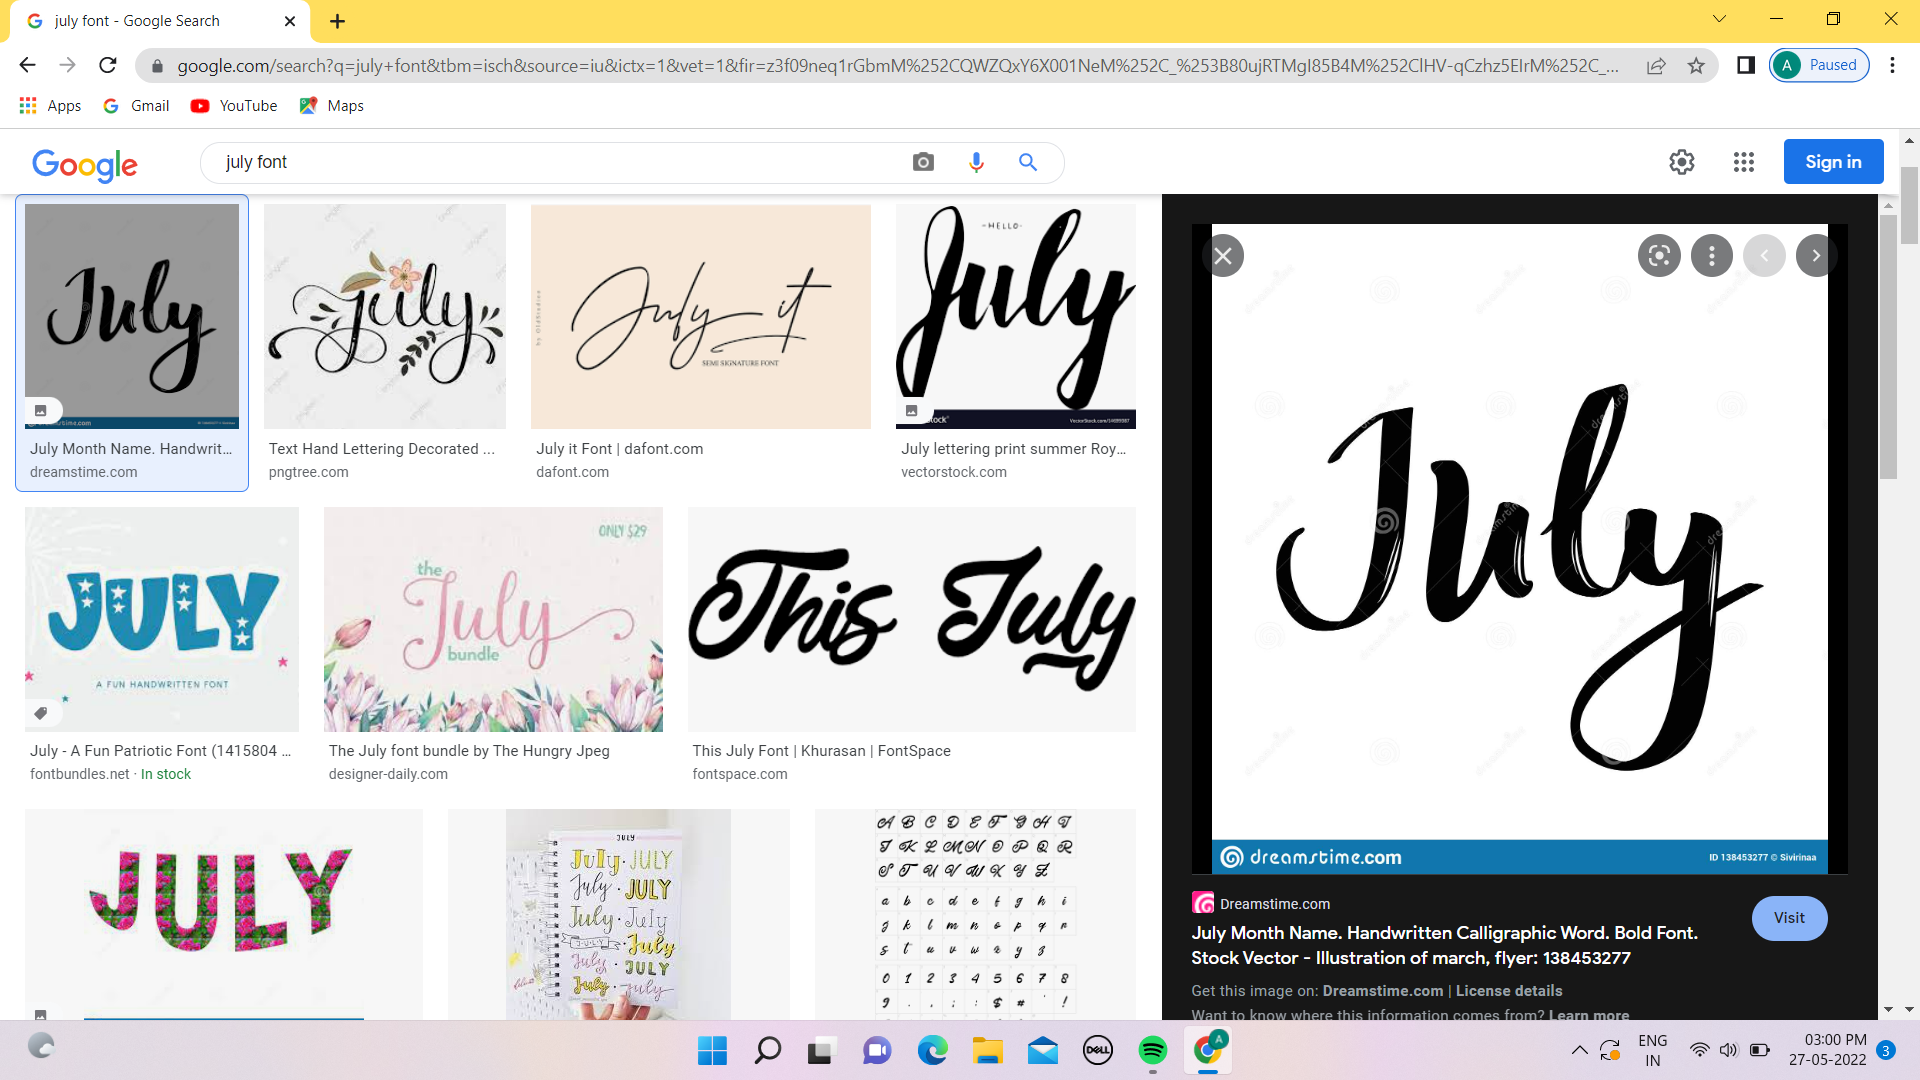 july font - Google Search
google.com/search?q=july+font&tbm=isch&source=iu&ictx=1&vet=1&fir=z3f09neq1rGbmM%252CQWZQxY6X001NeM%252C_%253B80ujRTMgI85B4M%252ClHV-qCzhz5EIrM%252C_...
A Paused
Apps Gmail YouTube Maps
Google
july font
Sign in
July
July Month Name. Handwrit...
dreamstime.com
july
Text Hand Lettering Decorated ...
pngtree.com
July it
SEMI SIGNATURE FONT
July it Font | dafont.com
dafont.com
-HELLO-
July
July lettering print summer Roy...
vectorstock.com
JULY
A FUN HANDWRITTEN FONT
July - A Fun Patriotic Font (1415804 ...
fontbundles.net · In stock
ONLY $29
the
July
bundle
The July font bundle by The Hungry Jpeg
designer-daily.com
This July
This July Font | Khurasan | FontSpace
fontspace.com
JULY
JULY
July · JULY
July · JULY
July · July
JULY · July
July · JULY
July · july
A B C D E F G H I
J K L M N O P Q R
S T U V W X Y Z
a b c d e f g h i
j k l m n o p q r
s t u v w x y z
0 1 2 3 4 5 6 7 8
9 . , ; : $ # ' !
July
dreamstime.com
ID 138453277 © Sivirinaa
Dreamstime.com
Visit
July Month Name. Handwritten Calligraphic Word. Bold Font.
Stock Vector - Illustration of march, flyer: 138453277
Get this image on: Dreamstime.com | License details
Want to know where this information comes from? Learn more
DELL
A
ENG
IN
03:00 PM
27-05-2022
3